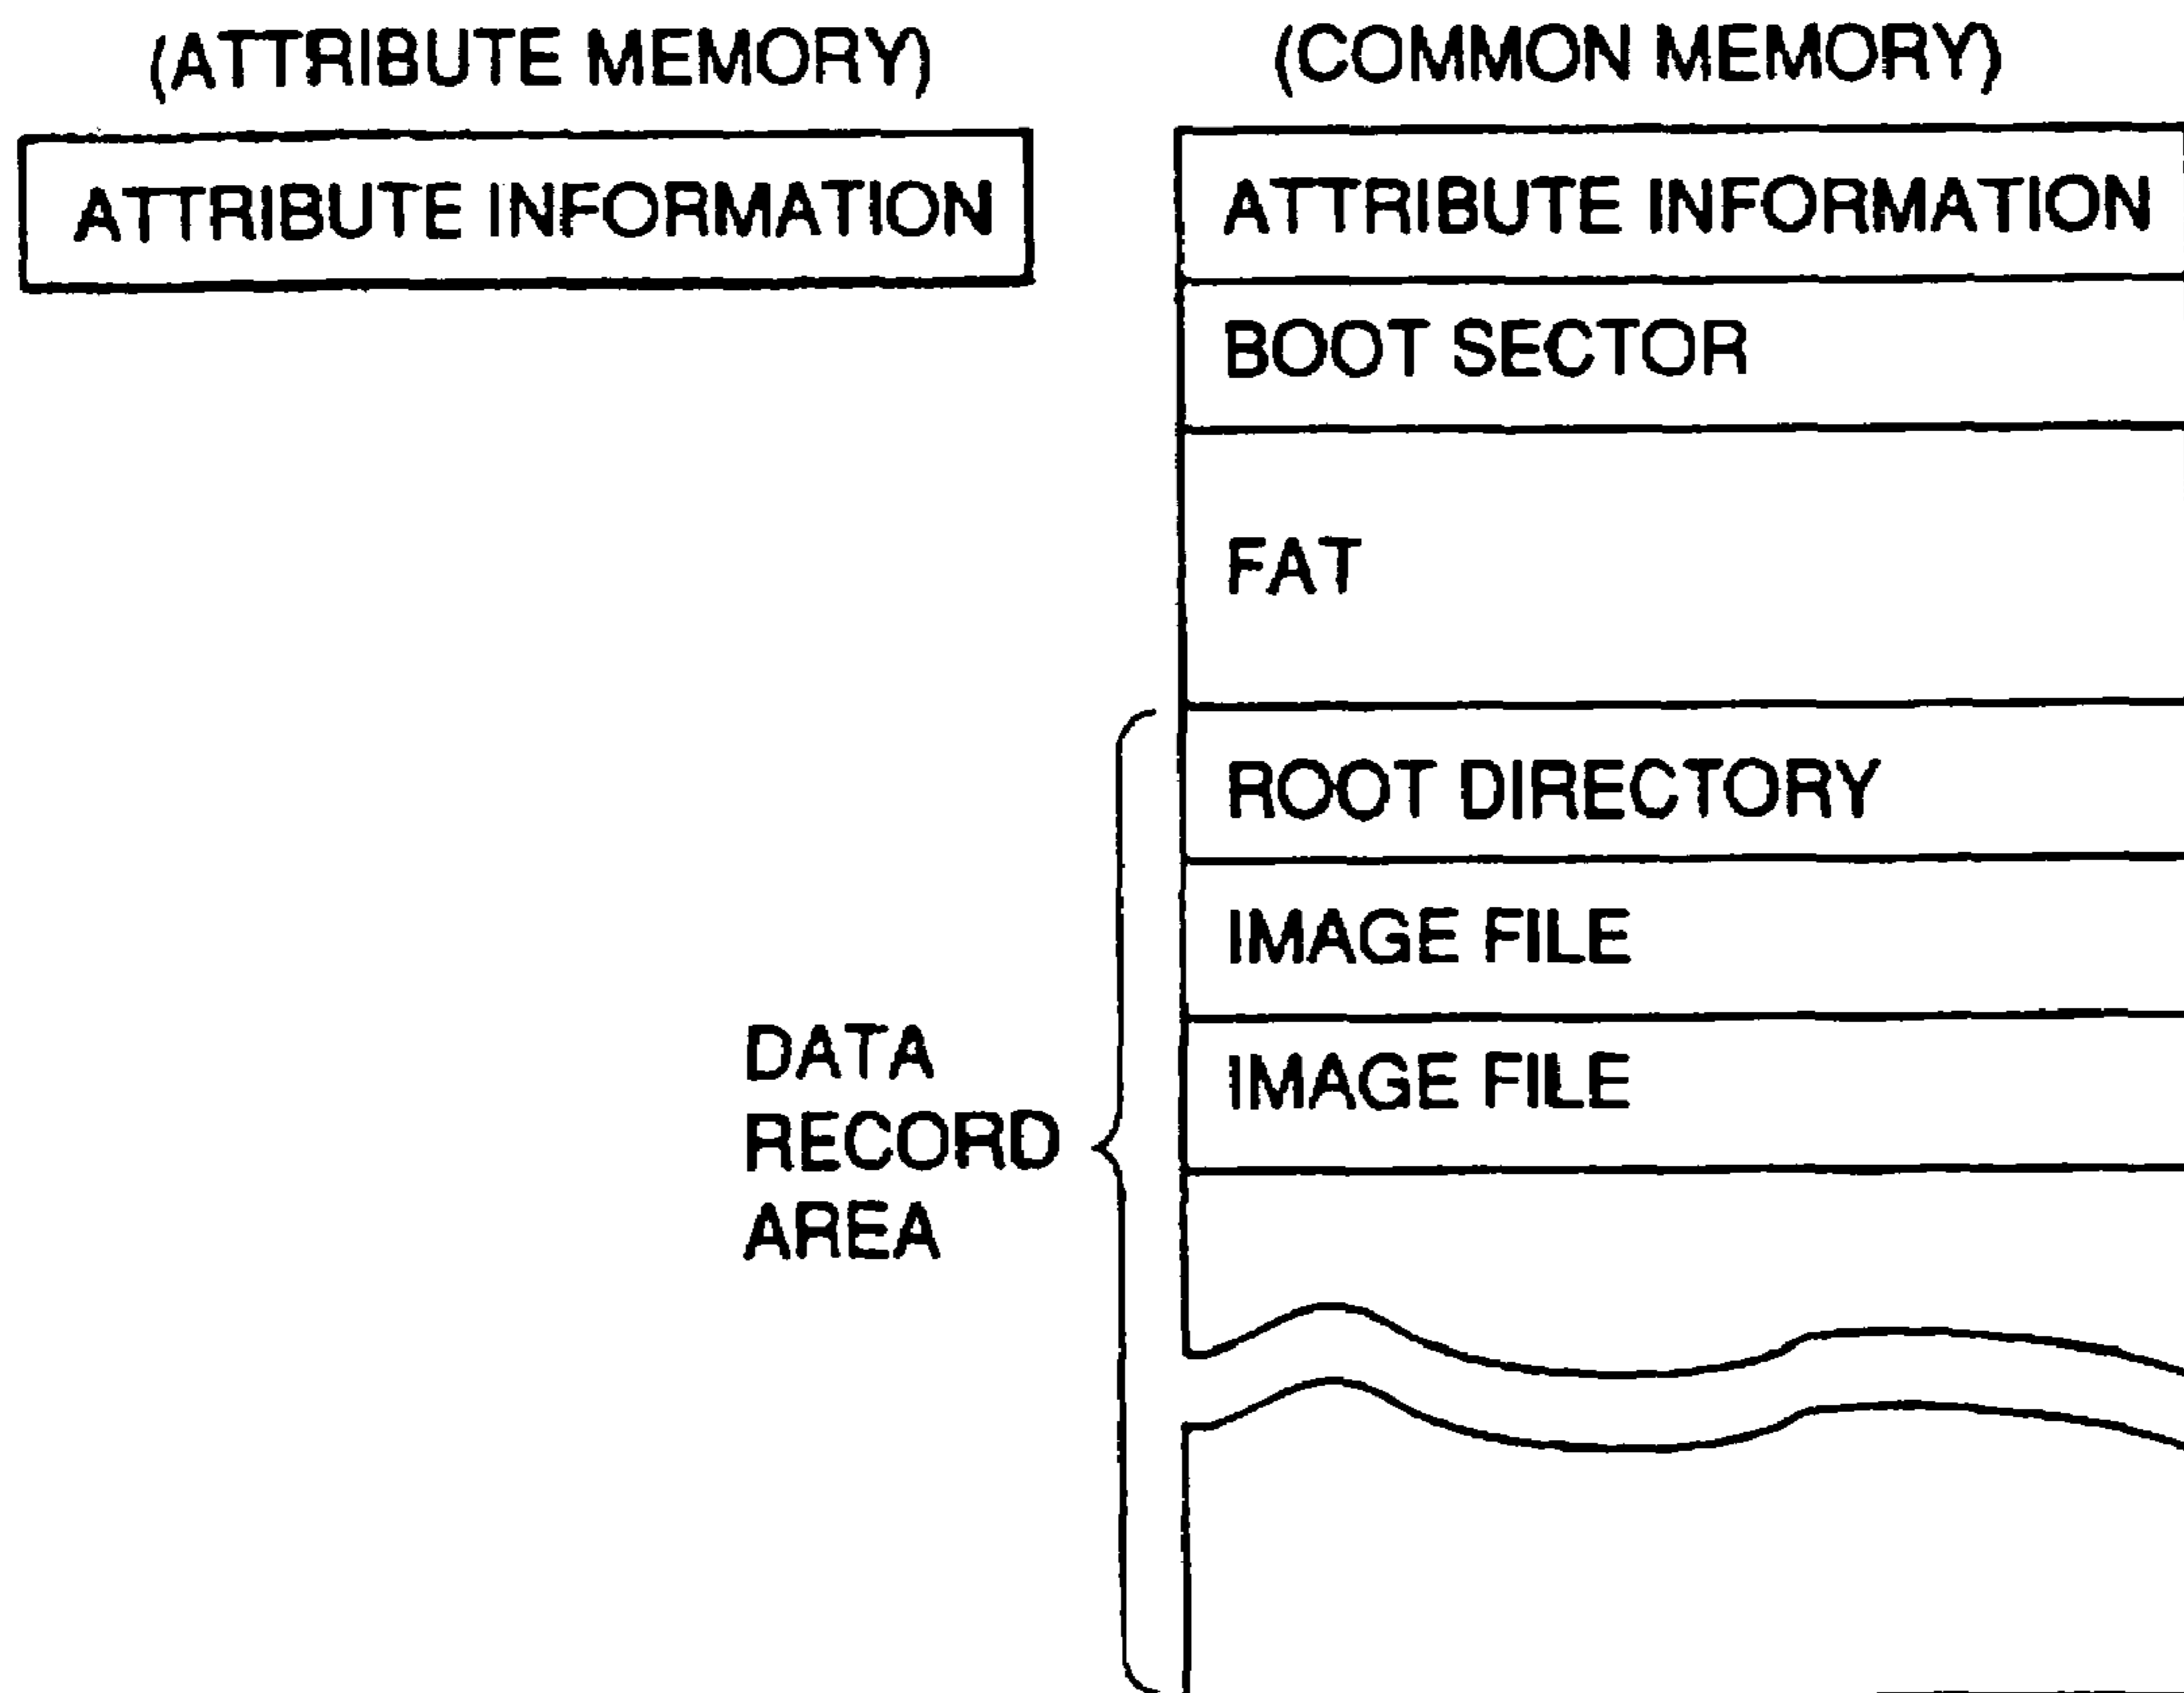 (ATTRIBUTE MEMORY)
(COMMON MEMORY)
ATTRIBUTE INFORMATION
ATTRIBUTE INFORMATION
BOOT SECTOR
FAT
ROOT DIRECTORY
IMAGE FILE
IMAGE FILE
DATA
RECORD
AREA